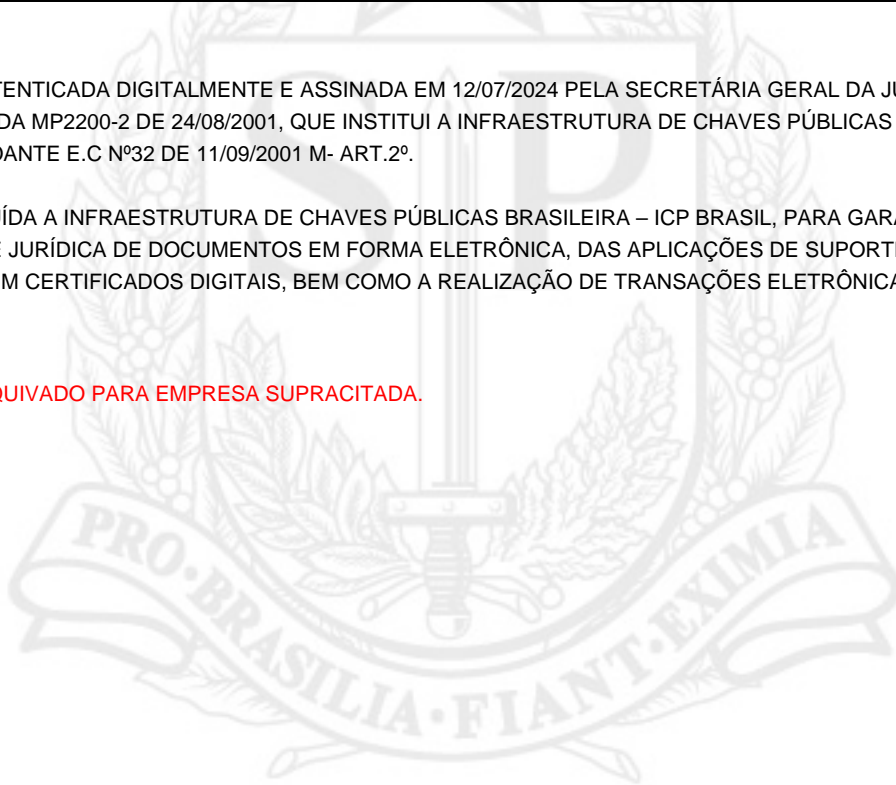 TENTICADA DIGITALMENTE E ASSINADA EM 12/07/2024 PELA SECRETÁRIA GERAL DA JU
DA MP2200-2 DE 24/08/2001, QUE INSTITUI A INFRAESTRUTURA DE CHAVES PÚBLICAS
DANTE E.C Nº32 DE 11/09/2001 M- ART.2º.
ÍDA A INFRAESTRUTURA DE CHAVES PÚBLICAS BRASILEIRA – ICP BRASIL, PARA GARA
E JURÍDICA DE DOCUMENTOS EM FORMA ELETRÔNICA, DAS APLICAÇÕES DE SUPORTE
M CERTIFICADOS DIGITAIS, BEM COMO A REALIZAÇÃO DE TRANSAÇÕES ELETRÔNICA
QUIVADO PARA EMPRESA SUPRACITADA.
SP
PRO·BRASILIA·FIANT·EXIMIA